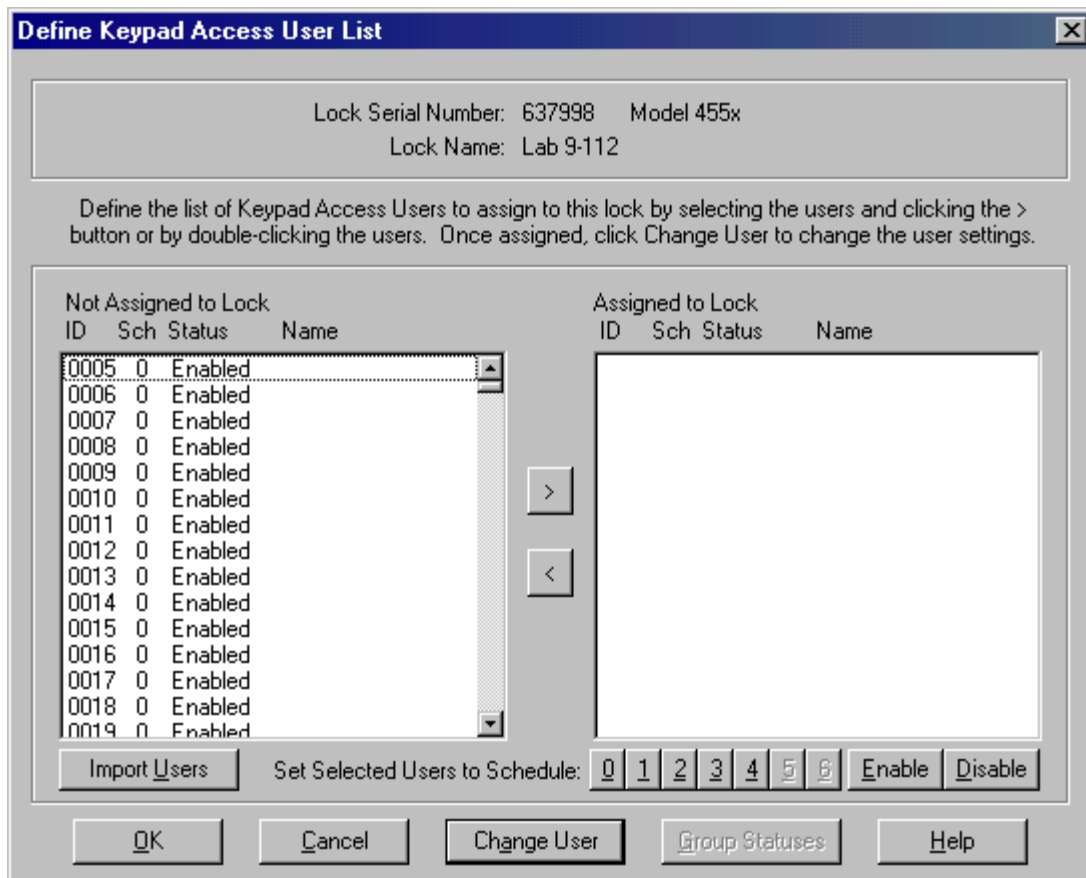 Define Keypad Access User List
Lock Serial Number: 637998 Model 455x
Lock Name: Lab 9-112
Define the list of Keypad Access Users to assign to this lock by selecting the users and clicking the >
button or by double-clicking the users. Once assigned, click Change User to change the user settings.
Not Assigned to Lock
ID Sch Status Name
0005 0 Enabled
0006 0 Enabled
0007 0 Enabled
0008 0 Enabled
0009 0 Enabled
0010 0 Enabled
0011 0 Enabled
0012 0 Enabled
0013 0 Enabled
0014 0 Enabled
0015 0 Enabled
0016 0 Enabled
0017 0 Enabled
0018 0 Enabled
0019 0 Enabled
>
<
Assigned to Lock
ID Sch Status Name
Import Users Set Selected Users to Schedule: 0 1 2 3 4 5 6 Enable Disable
OK Cancel Change User Group Statuses Help